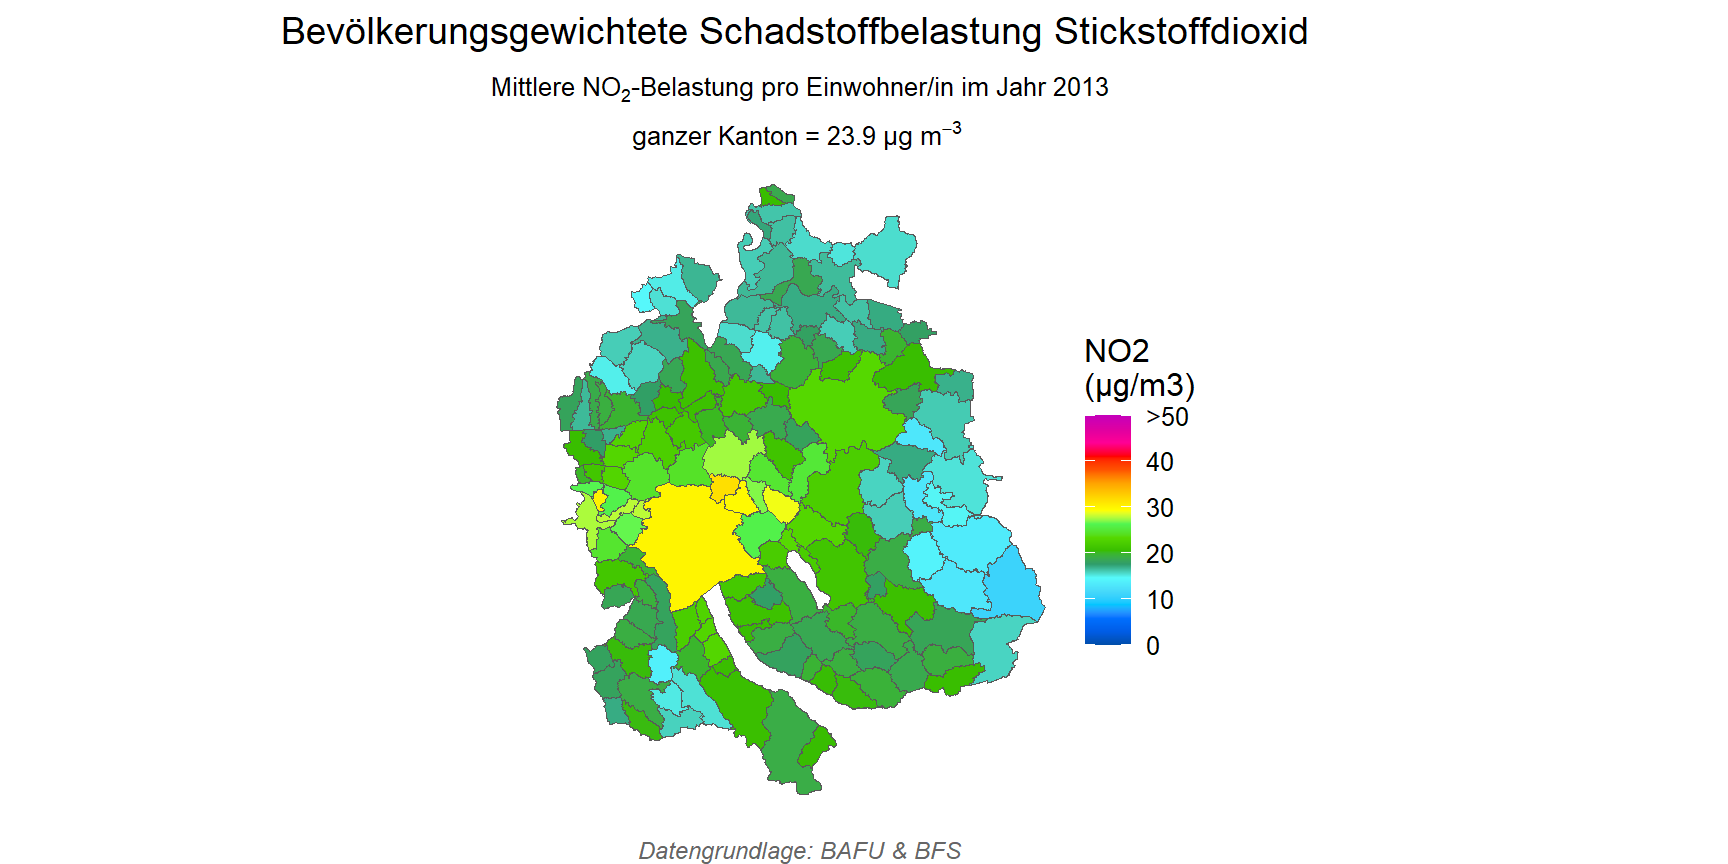 Bevölkerungsgewichtete Schadstoffbelastung Stickstoffdioxid
Mittlere NO₂-Belastung pro Einwohner/in im Jahr 2013
ganzer Kanton = 23.9 µg m⁻³
NO2
(µg/m3)
>50
40
30
20
10
0
Datengrundlage: BAFU & BFS